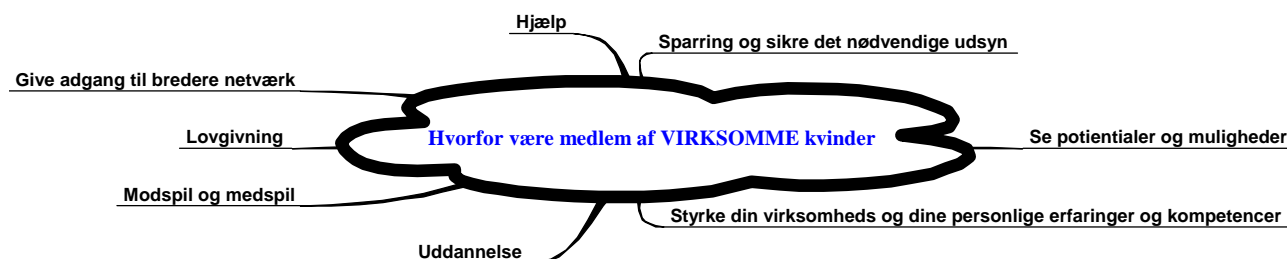 Hjælp
Sparring og sikre det nødvendige udsyn
Give adgang til bredere netværk
Hvorfor være medlem af VIRKSOMME kvinder
Lovgivning
Se potientialer og muligheder
Modspil og medspil
Styrke din virksomheds og dine personlige erfaringer og kompetencer
Uddannelse